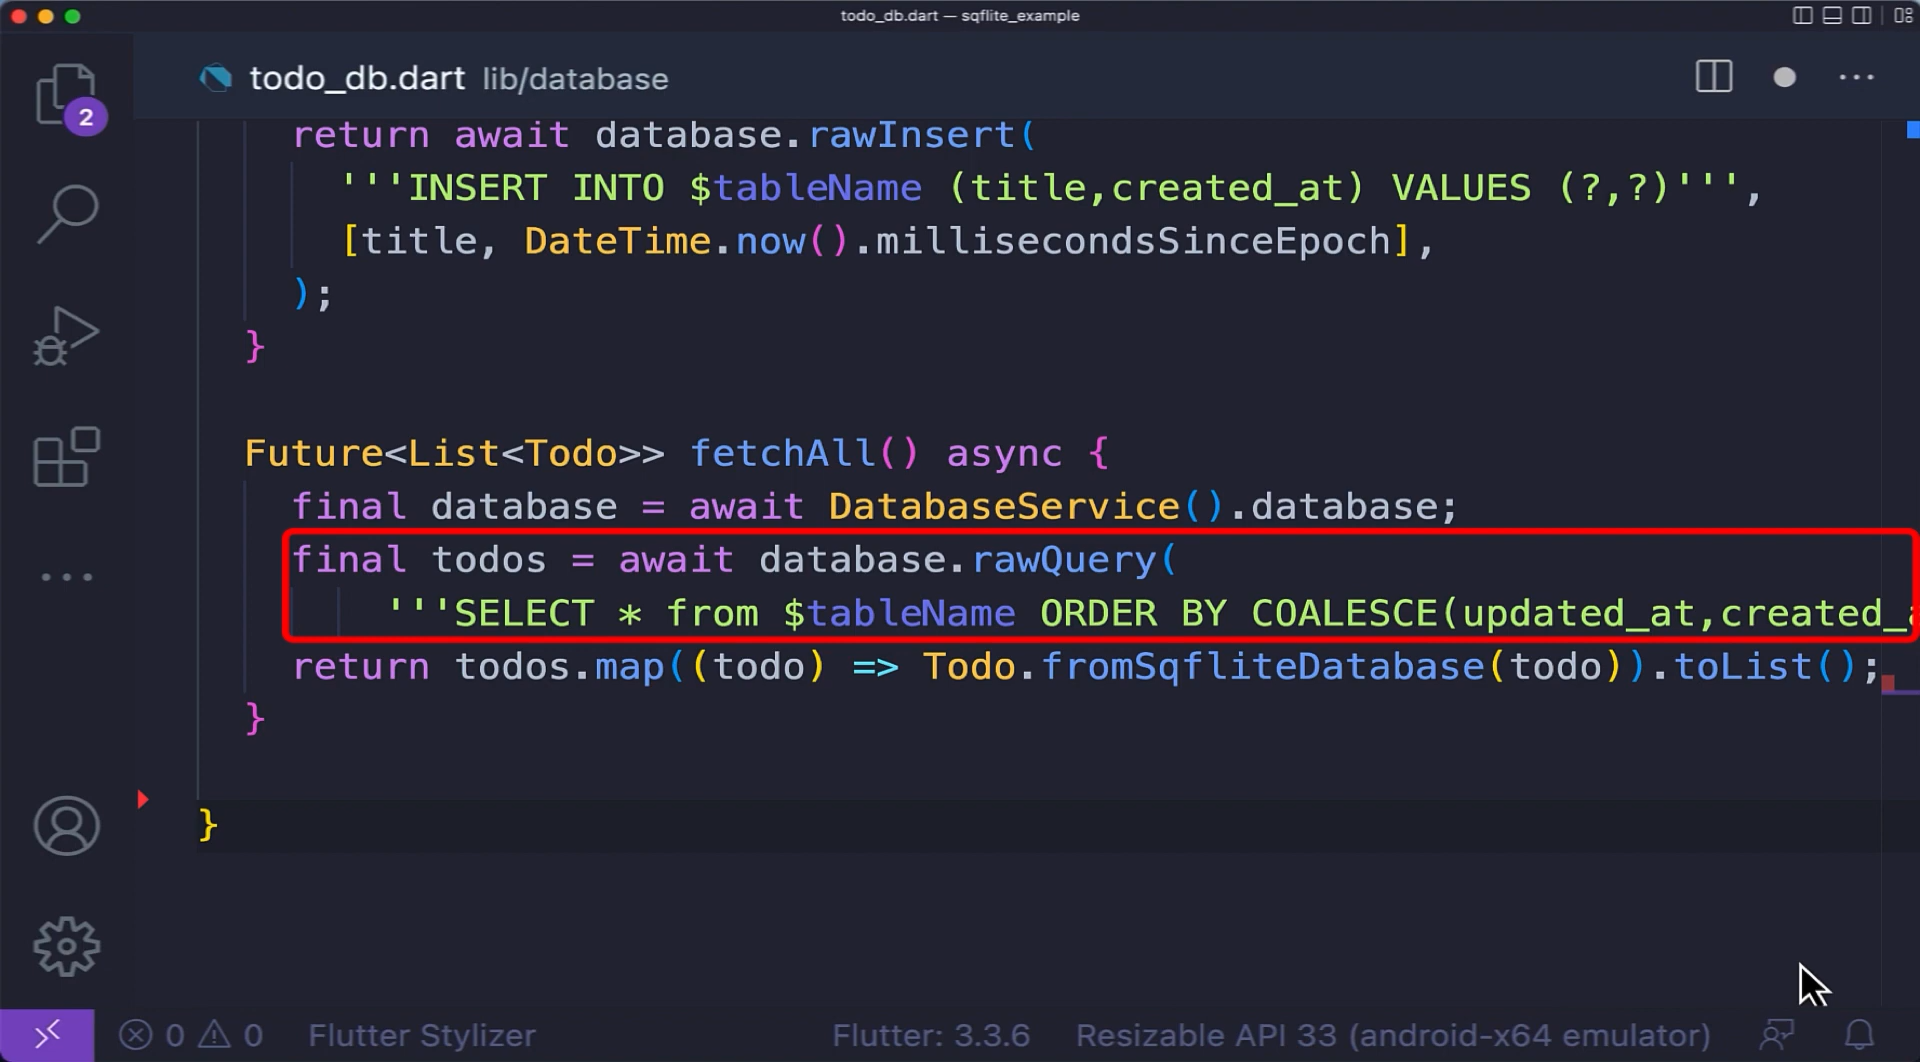 todo_db.dart — sqflite_example
todo_db.dart lib/database
2
return await database.rawInsert(
'''INSERT INTO $tableName (title,created_at) VALUES (?,?)''',
[title, DateTime.now().millisecondsSinceEpoch],
);
}
Future<List<Todo>> fetchAll() async {
final database = await DatabaseService().database;
final todos = await database.rawQuery(
'''SELECT * from $tableName ORDER BY COALESCE(updated_at,created_a
return todos.map((todo) => Todo.fromSqfliteDatabase(todo)).toList();
}
}
0 0 Flutter Stylizer Flutter: 3.3.6 Resizable API 33 (android-x64 emulator)